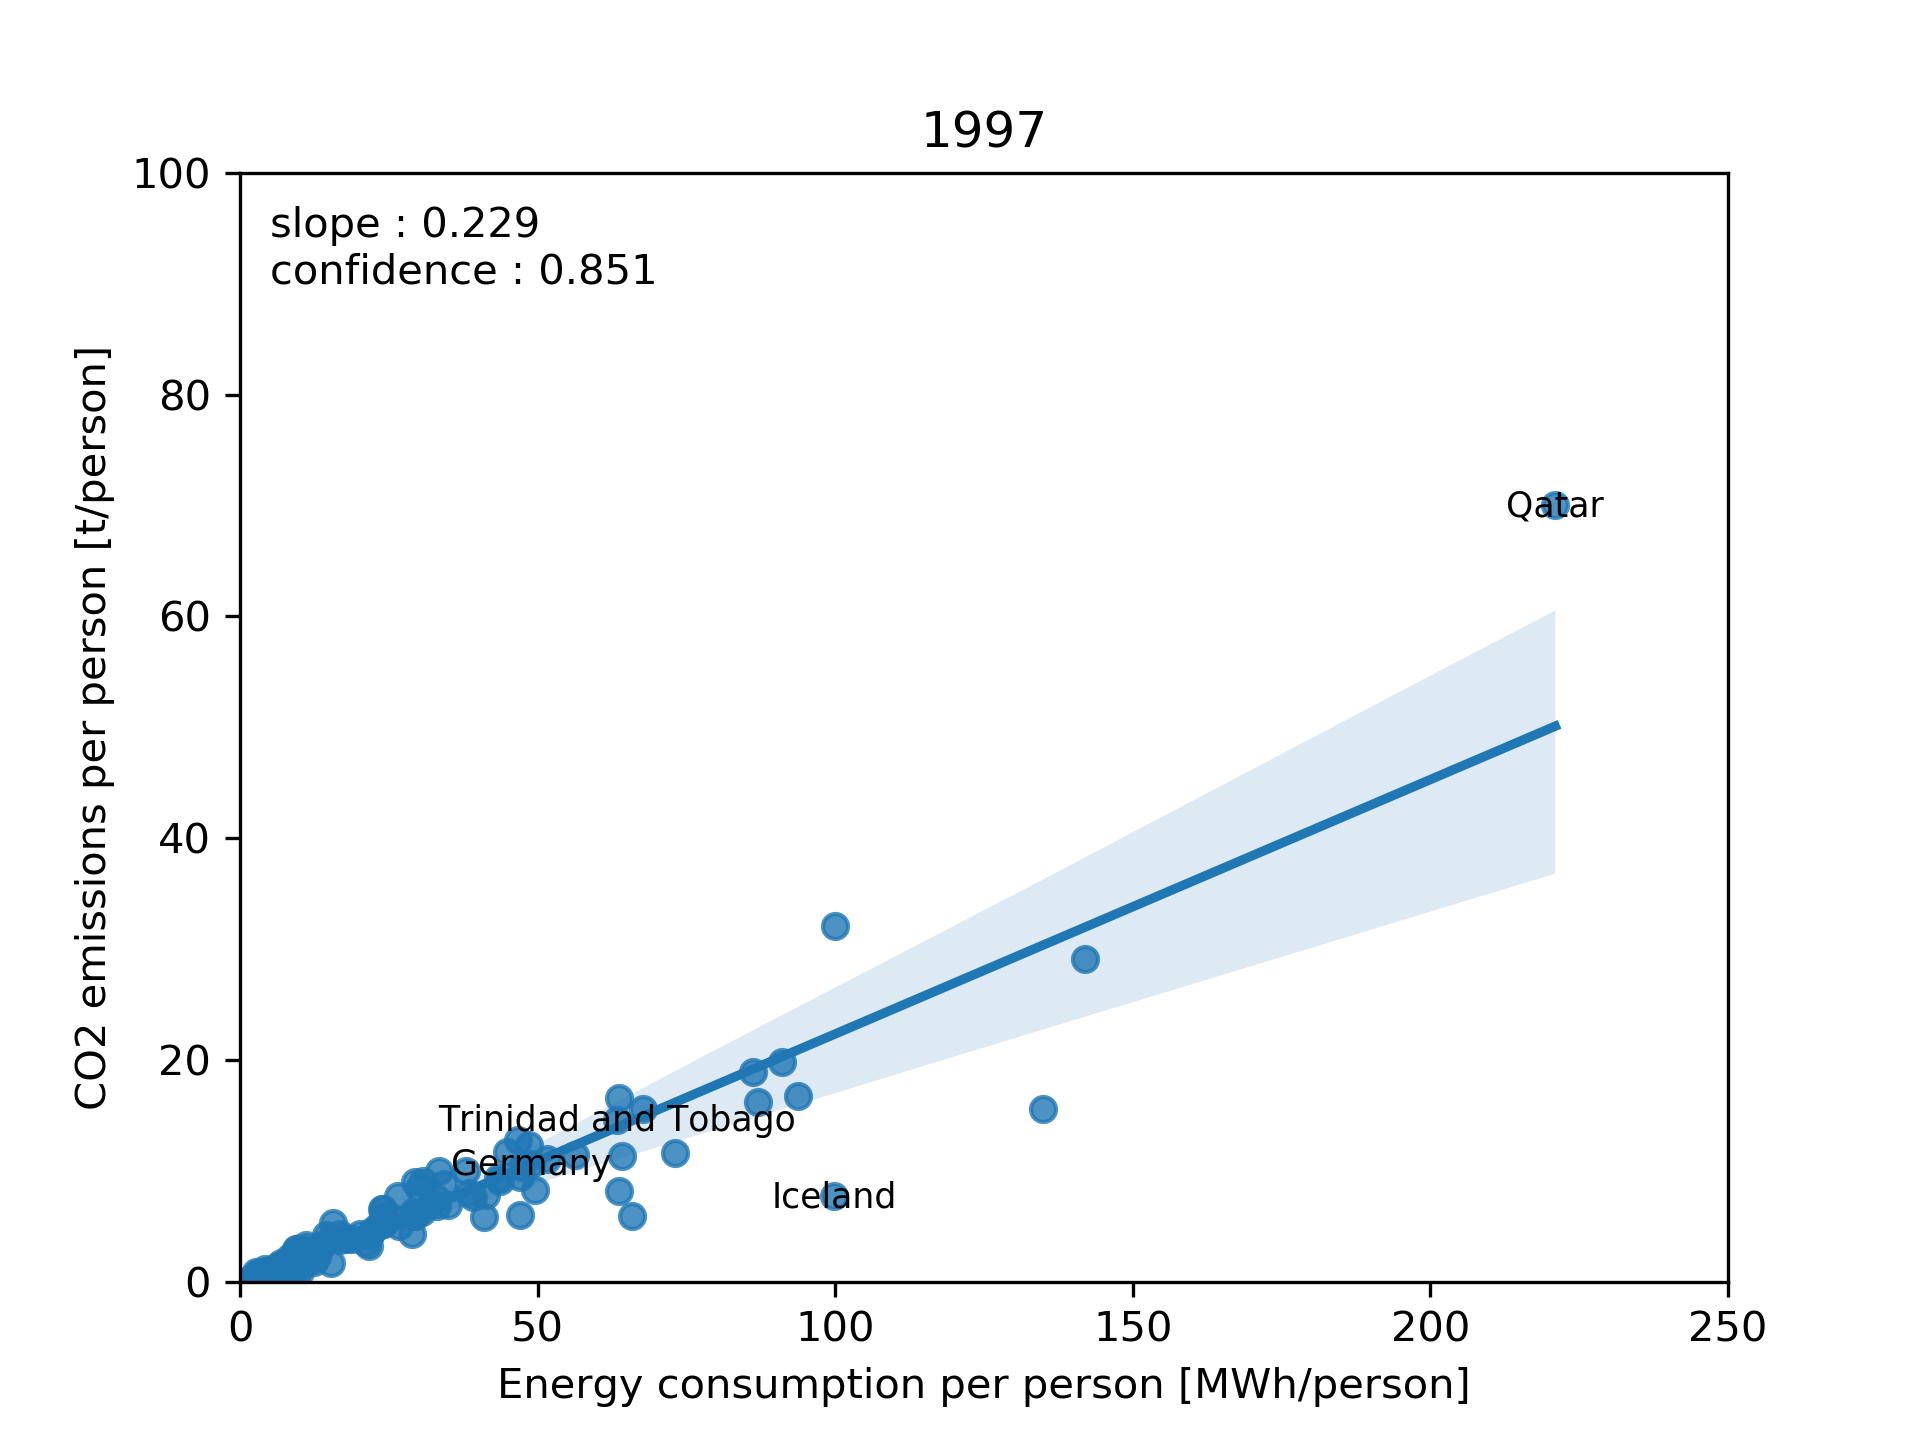 1997
slope : 0.229
confidence : 0.851
100
80
60
40
20
0
CO2 emissions per person [t/person]
Qatar
Trinidad and Tobago
Germany
Iceland
0 50 100 150 200 250
Energy consumption per person [MWh/person]